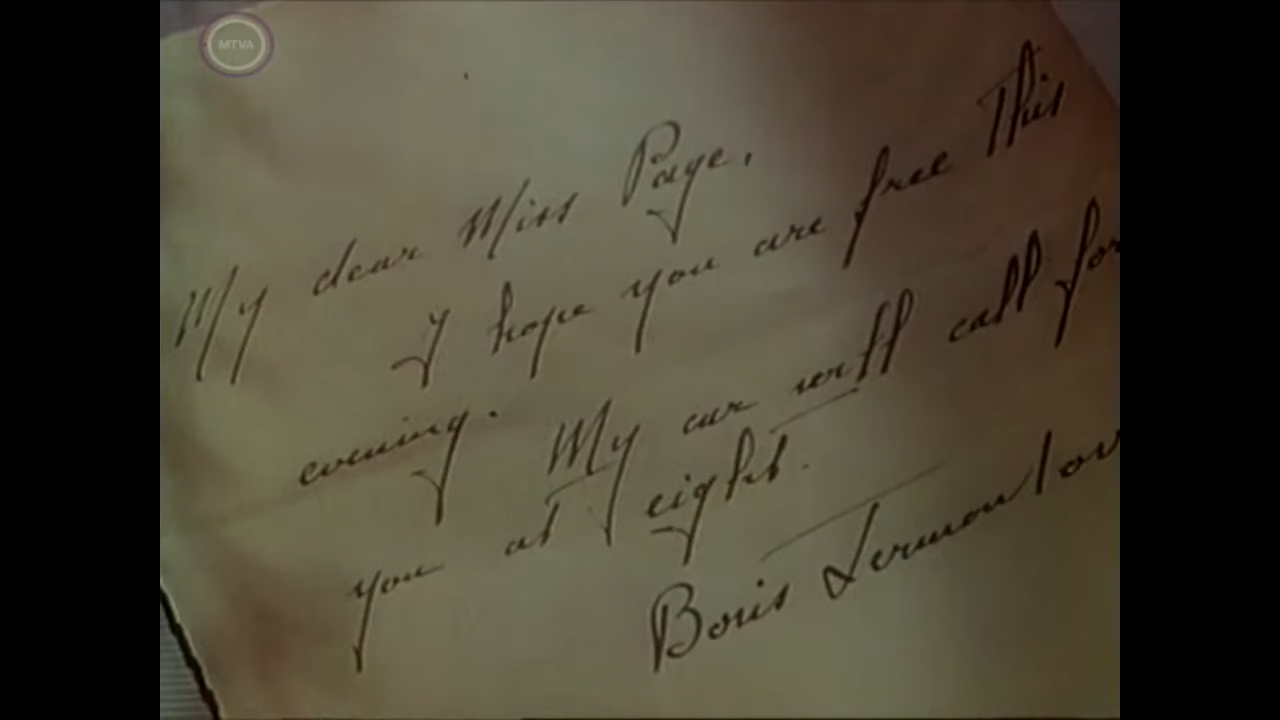 MTVA
My dear Miss Page,
I hope you are free This
evening. My car will call for
you at eight.
Boris Lermontov